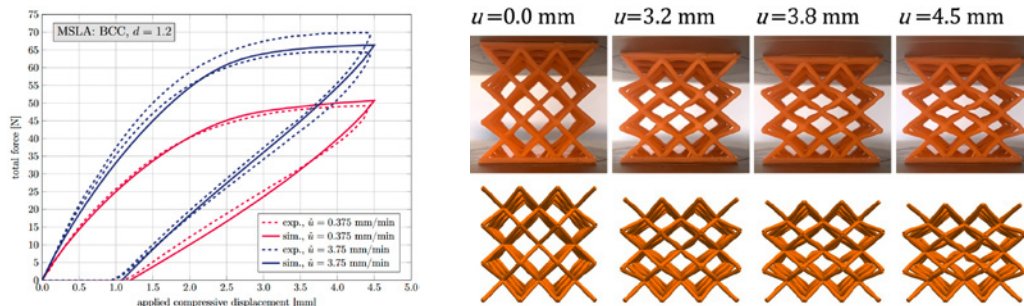 MSLA: BCC, d = 1.2
total force [N]
75
70
65
60
55
50
45
40
35
30
25
20
15
10
5
0
0.0 0.5 1.0 1.5 2.0 2.5 3.0 3.5 4.0 4.5 5.0
applied compressive displacement [mm]
exp., u̇ = 0.375 mm/min
sim., u̇ = 0.375 mm/min
exp., u̇ = 3.75 mm/min
sim., u̇ = 3.75 mm/min
u=0.0 mm
u=3.2 mm
u=3.8 mm
u=4.5 mm